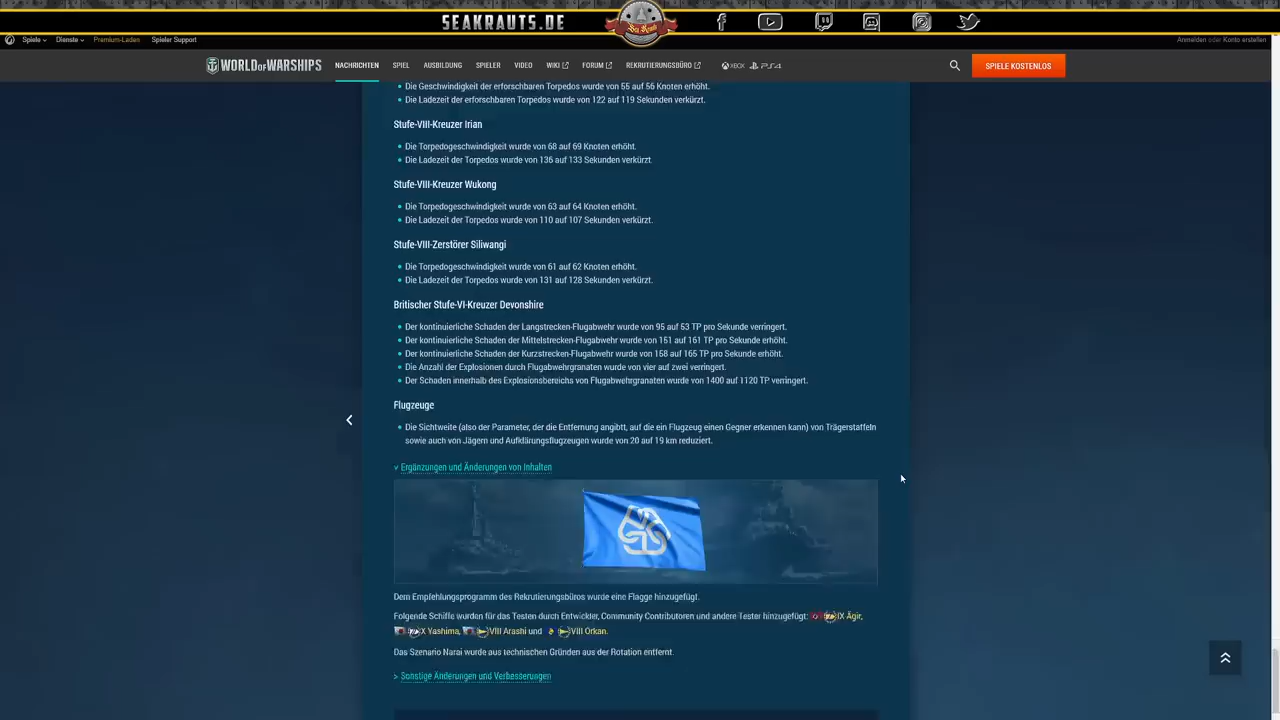 SEAKRAUTS.DE
Spiele Dienste Premium-Laden Spieler Support
Anmelden oder Konto erstellen
WORLD OF WARSHIPS NACHRICHTEN SPIEL AUSBILDUNG SPIELER VIDEO WIKI FORUM REKRUTIERUNGSBÜRO XBOX PS4 SPIELE KOSTENLOS
Die Geschwindigkeit der erforschbaren Torpedos wurde von 55 auf 56 Knoten erhöht.
Die Ladezeit der erforschbaren Torpedos wurde von 122 auf 119 Sekunden verkürzt.
Stufe-VIII-Kreuzer Irian
Die Torpedogeschwindigkeit wurde von 68 auf 69 Knoten erhöht.
Die Ladezeit der Torpedos wurde von 136 auf 133 Sekunden verkürzt.
Stufe-VIII-Kreuzer Wukong
Die Torpedogeschwindigkeit wurde von 63 auf 64 Knoten erhöht.
Die Ladezeit der Torpedos wurde von 110 auf 107 Sekunden verkürzt.
Stufe-VIII-Zerstörer Siliwangi
Die Torpedogeschwindigkeit wurde von 61 auf 62 Knoten erhöht.
Die Ladezeit der Torpedos wurde von 131 auf 128 Sekunden verkürzt.
Britischer Stufe-VI-Kreuzer Devonshire
Der kontinuierliche Schaden der Langstrecken-Flugabwehr wurde von 95 auf 53 TP pro Sekunde verringert.
Der kontinuierliche Schaden der Mittelstrecken-Flugabwehr wurde von 151 auf 161 TP pro Sekunde erhöht.
Der kontinuierliche Schaden der Kurzstrecken-Flugabwehr wurde von 158 auf 165 TP pro Sekunde erhöht.
Die Anzahl der Explosionen durch Flugabwehrgranaten wurde von vier auf zwei verringert.
Der Schaden innerhalb des Explosionsbereichs von Flugabwehrgranaten wurde von 1400 auf 1120 TP verringert.
Flugzeuge
Die Sichtweite (also der Parameter, der die Entfernung angibtt, auf die ein Flugzeug einen Gegner erkennen kann) von Trägerstaffeln
sowie auch von Jägern und Aufklärungsflugzeugen wurde von 20 auf 19 km reduziert.
Ergänzungen und Änderungen von Inhalten
Dem Empfehlungsprogramm des Rekrutierungsbüros wurde eine Flagge hinzugefügt.
Folgende Schiffe wurden für das Testen durch Entwickler, Community Contributoren und andere Tester hinzugefügt: IX Ägir,
X Yashima, VIII Arashi und VIII Orkan.
Das Szenario Narai wurde aus technischen Gründen aus der Rotation entfernt.
> Sonstige Änderungen und Verbesserungen